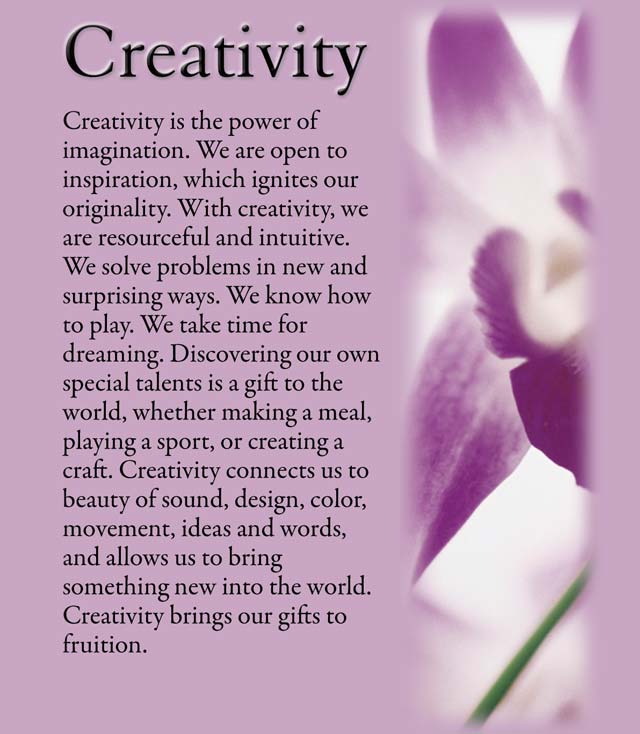 Creativity
Creativity is the power of
imagination. We are open to
inspiration, which ignites our
originality. With creativity, we
are resourceful and intuitive.
We solve problems in new and
surprising ways. We know how
to play. We take time for
dreaming. Discovering our own
special talents is a gift to the
world, whether making a meal,
playing a sport, or creating a
craft. Creativity connects us to
beauty of sound, design, color,
movement, ideas and words,
and allows us to bring
something new into the world.
Creativity brings our gifts to
fruition.